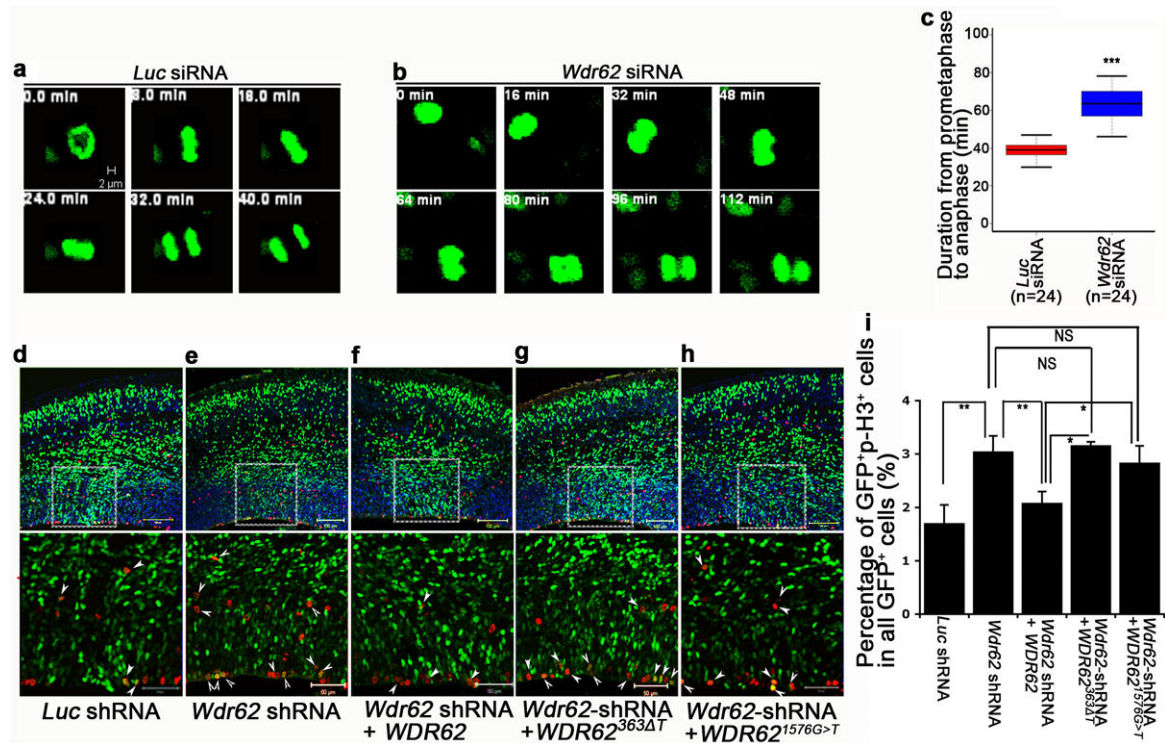 a
Luc siRNA
0.0 min
8.0 min
18.0 min
2 μm
24.0 min
32.0 min
40.0 min
b
Wdr62 siRNA
0 min
16 min
32 min
48 min
64 min
80 min
96 min
112 min
c
Duration from prometaphase
to anaphase (min)
100
80
60
40
20
0
***
Luc
siRNA
(n=24)
Wdr62
siRNA
(n=24)
d
e
f
g
h
Luc shRNA
Wdr62 shRNA
Wdr62 shRNA
+ WDR62
Wdr62-shRNA
+WDR62363ΔT
Wdr62-shRNA
+WDR621576G>T
50 μm
50 μm
i
Percentage of GFP+p-H3+ cells
in all GFP+ cells (%)
4
3
2
1
0
NS
NS
**
**
*
*
Luc shRNA
Wdr62 shRNA
Wdr62 shRNA
+ WDR62
Wdr62-shRNA
+WDR62363ΔT
Wdr62-shRNA
+WDR621576G>T